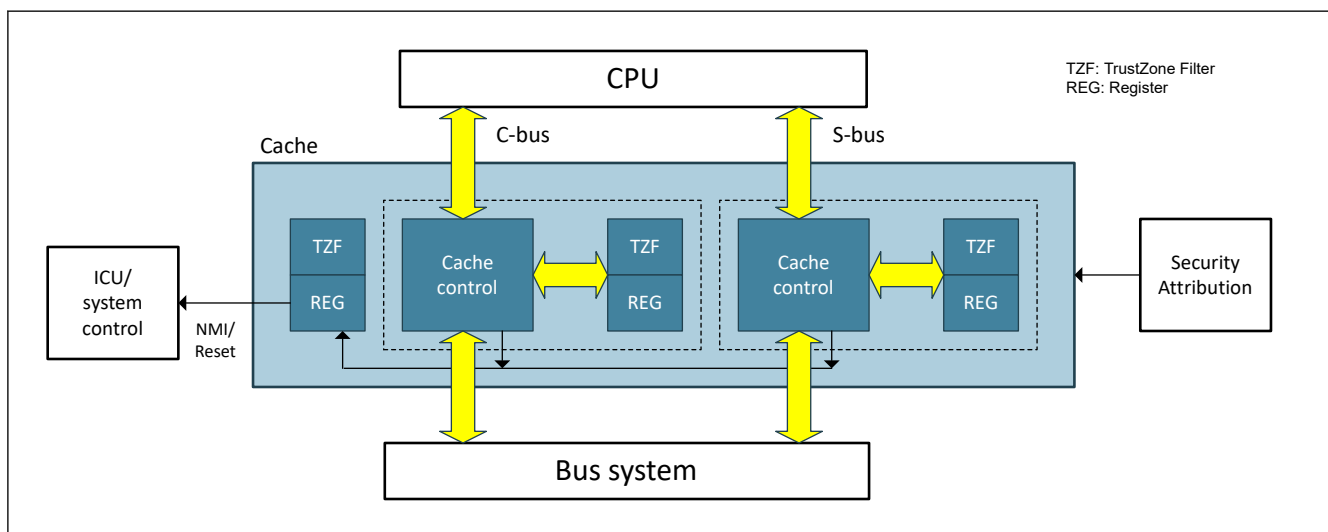 CPU
TZF: TrustZone Filter
REG: Register
C-bus
S-bus
Cache
TZF
REG
Cache
control
TZF
REG
Cache
control
TZF
REG
ICU/
system
control
NMI/
Reset
Security
Attribution
Bus system